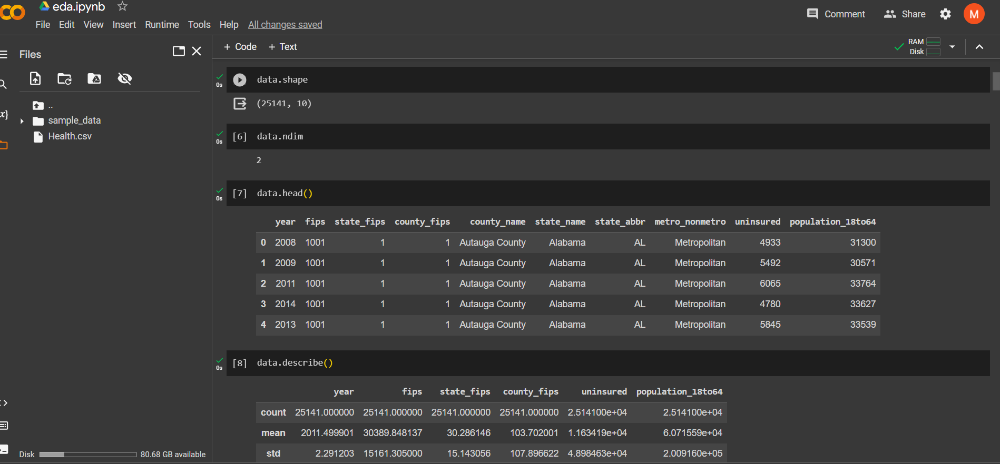 eda.ipynb
File Edit View Insert Runtime Tools Help All changes saved
Comment Share M
Files
+ Code + Text
RAM
Disk
0s data.shape
(25141, 10)
..
sample_data
Health.csv
0s [6] data.ndim
2
0s [7] data.head()
year fips state_fips county_fips county_name state_name state_abbr metro_nonmetro uninsured population_18to64
0 2008 1001 1 1 Autauga County Alabama AL Metropolitan 4933 31300
1 2009 1001 1 1 Autauga County Alabama AL Metropolitan 5492 30571
2 2011 1001 1 1 Autauga County Alabama AL Metropolitan 6065 33764
3 2014 1001 1 1 Autauga County Alabama AL Metropolitan 4780 33627
4 2013 1001 1 1 Autauga County Alabama AL Metropolitan 5845 33539
0s [8] data.describe()
year fips state_fips county_fips uninsured population_18to64
count 25141.000000 25141.000000 25141.000000 25141.000000 2.514100e+04 2.514100e+04
mean 2011.499901 30389.848137 30.286146 103.702001 1.163419e+04 6.071559e+04
std 2.291203 15161.305000 15.143056 107.896622 4.898463e+04 2.009160e+05
Disk 80.68 GB available